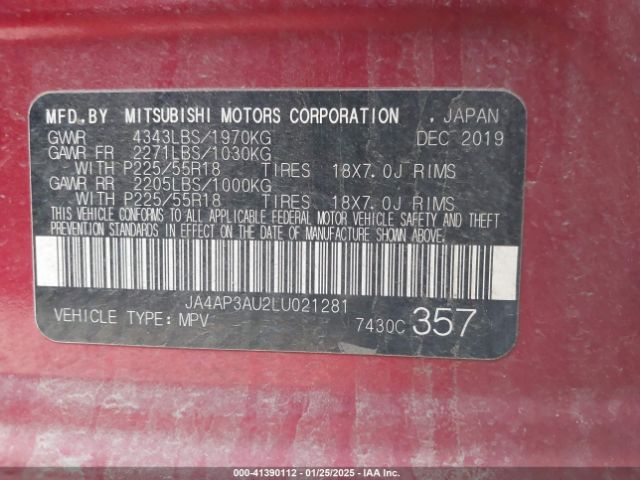 MFD.BY MITSUBISHI MOTORS CORPORATION . JAPAN
GVWR 4343LBS/1970KG DEC 2019
GAWR FR 2271LBS/1030KG
WITH P225/55R18 TIRES 18X7.0J RIMS
GAWR RR 2205LBS/1000KG
WITH P225/55R18 TIRES 18X7.0J RIMS
THIS VEHICLE CONFORMS TO ALL APPLICABLE FEDERAL MOTOR VEHICLE SAFETY AND THEFT
PREVENTION STANDARDS IN EFFECT ON THE DATE OF MANUFACTURE SHOWN ABOVE.
JA4AP3AU2LU021281
VEHICLE TYPE: MPV 7430C 357
000-41390112 - 01/25/2025 - IAA Inc.